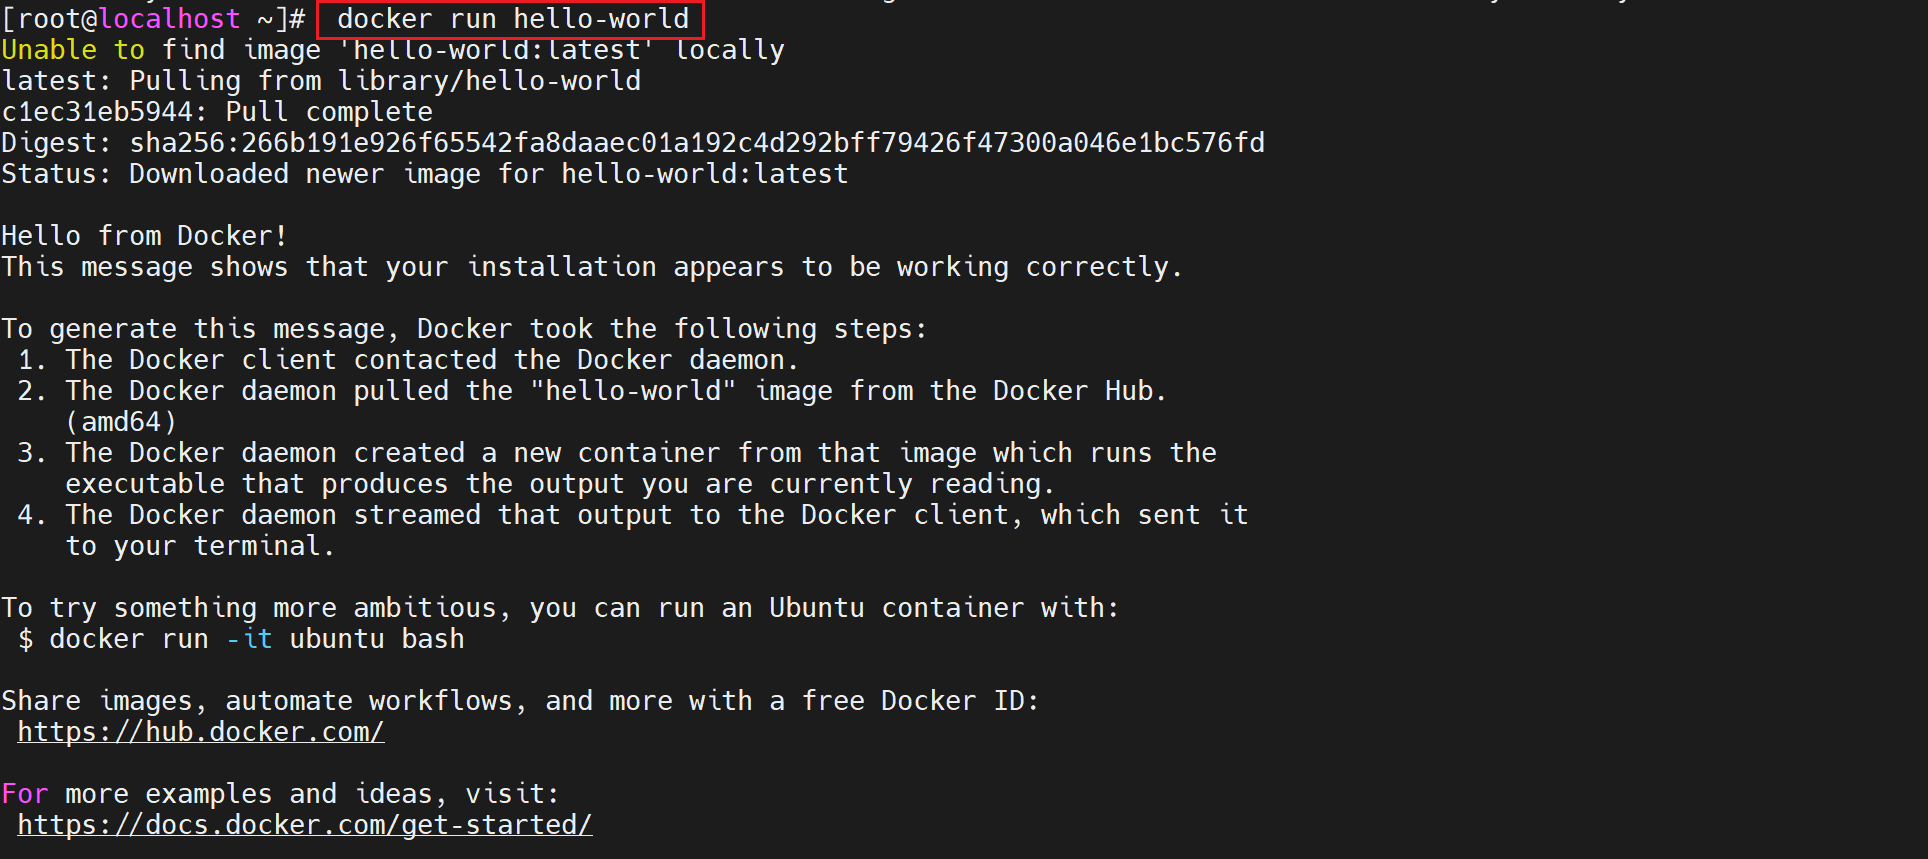 [root@localhost ~]#  docker run hello-world
Unable to find image 'hello-world:latest' locally
latest: Pulling from library/hello-world
c1ec31eb5944: Pull complete
Digest: sha256:266b191e926f65542fa8daaec01a192c4d292bff79426f47300a046e1bc576fd
Status: Downloaded newer image for hello-world:latest

Hello from Docker!
This message shows that your installation appears to be working correctly.

To generate this message, Docker took the following steps:
 1. The Docker client contacted the Docker daemon.
 2. The Docker daemon pulled the "hello-world" image from the Docker Hub.
    (amd64)
 3. The Docker daemon created a new container from that image which runs the
    executable that produces the output you are currently reading.
 4. The Docker daemon streamed that output to the Docker client, which sent it
    to your terminal.

To try something more ambitious, you can run an Ubuntu container with:
 $ docker run -it ubuntu bash

Share images, automate workflows, and more with a free Docker ID:
 https://hub.docker.com/

For more examples and ideas, visit:
 https://docs.docker.com/get-started/